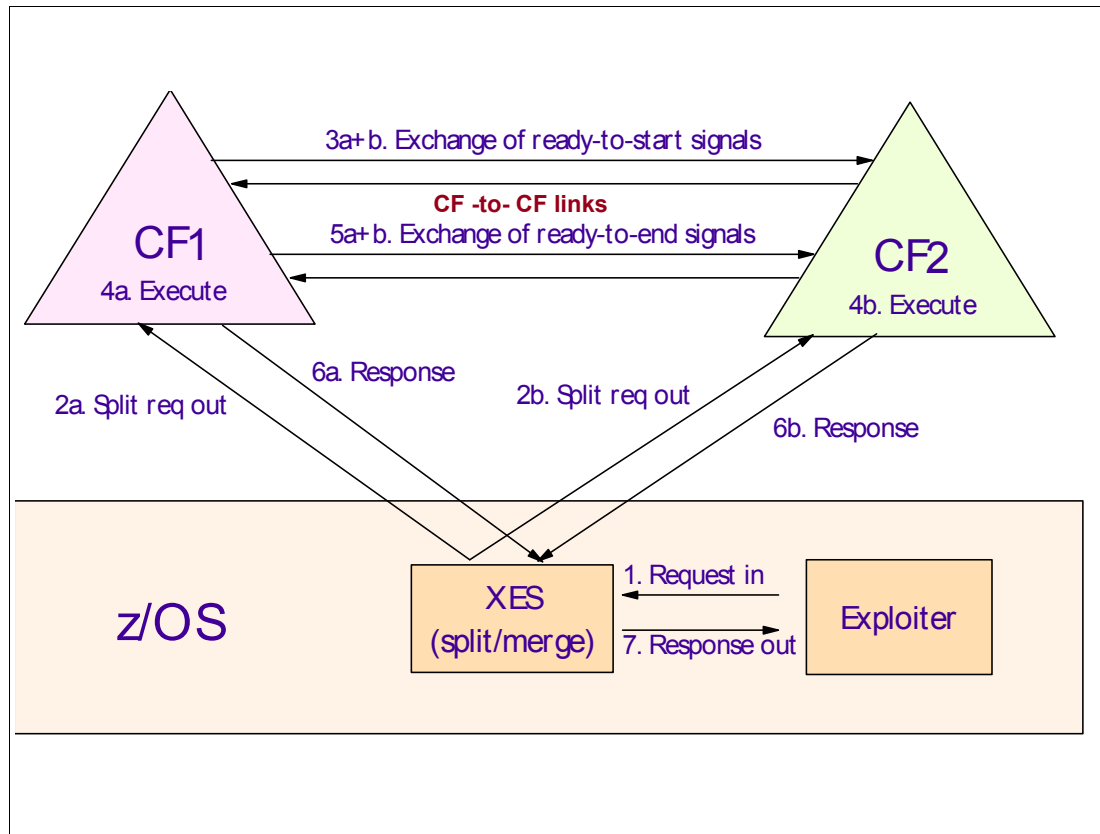 3a+b. Exchange of ready-to-start signals
CF -to- CF links
5a+b. Exchange of ready-to-end signals
CF1
4a. Execute
CF2
4b. Execute
2a. Split req out
6a. Response
2b. Split req out
6b. Response
z/OS
XES
(split/merge)
1. Request in
7. Response out
Exploiter